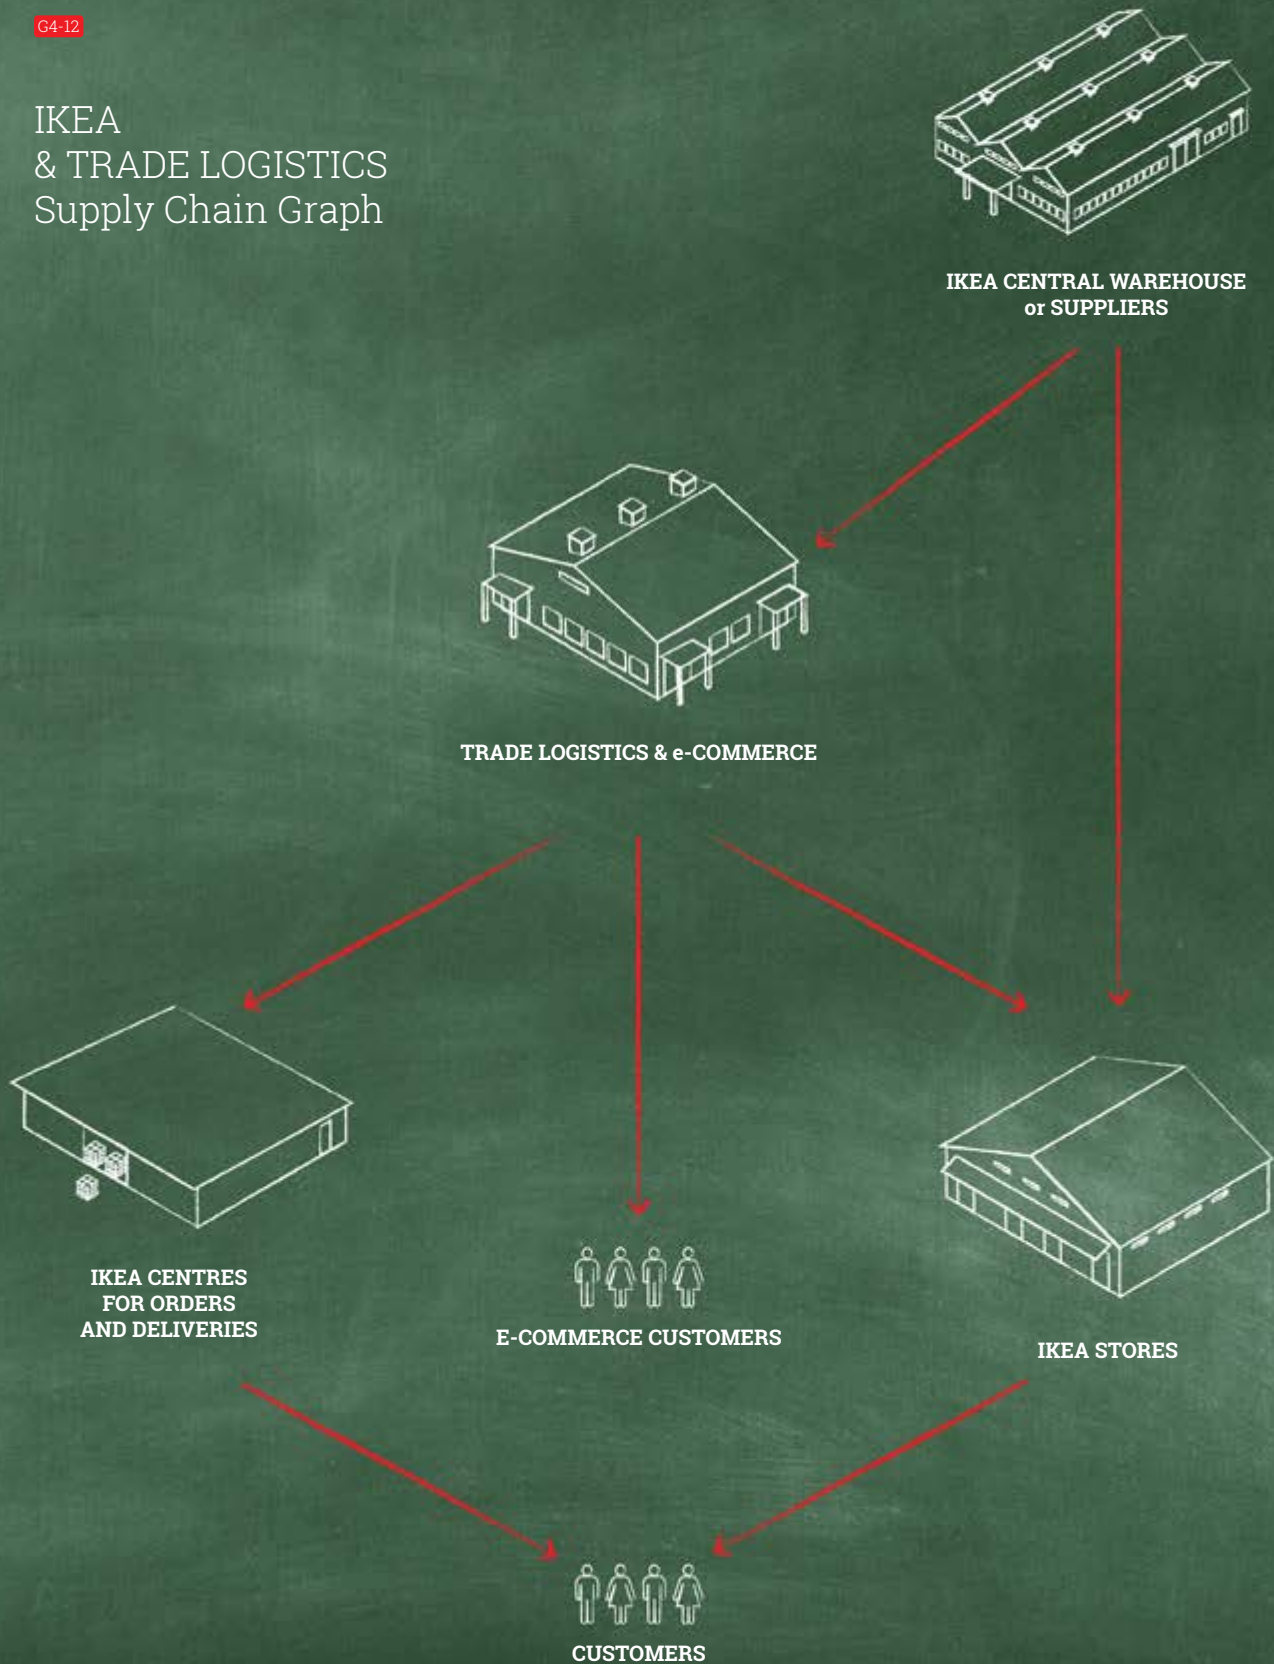 G4-12
IKEA
& TRADE LOGISTICS
Supply Chain Graph
IKEA CENTRAL WAREHOUSE
or SUPPLIERS
TRADE LOGISTICS & e-COMMERCE
IKEA CENTRES
FOR ORDERS
AND DELIVERIES
E-COMMERCE CUSTOMERS
IKEA STORES
CUSTOMERS